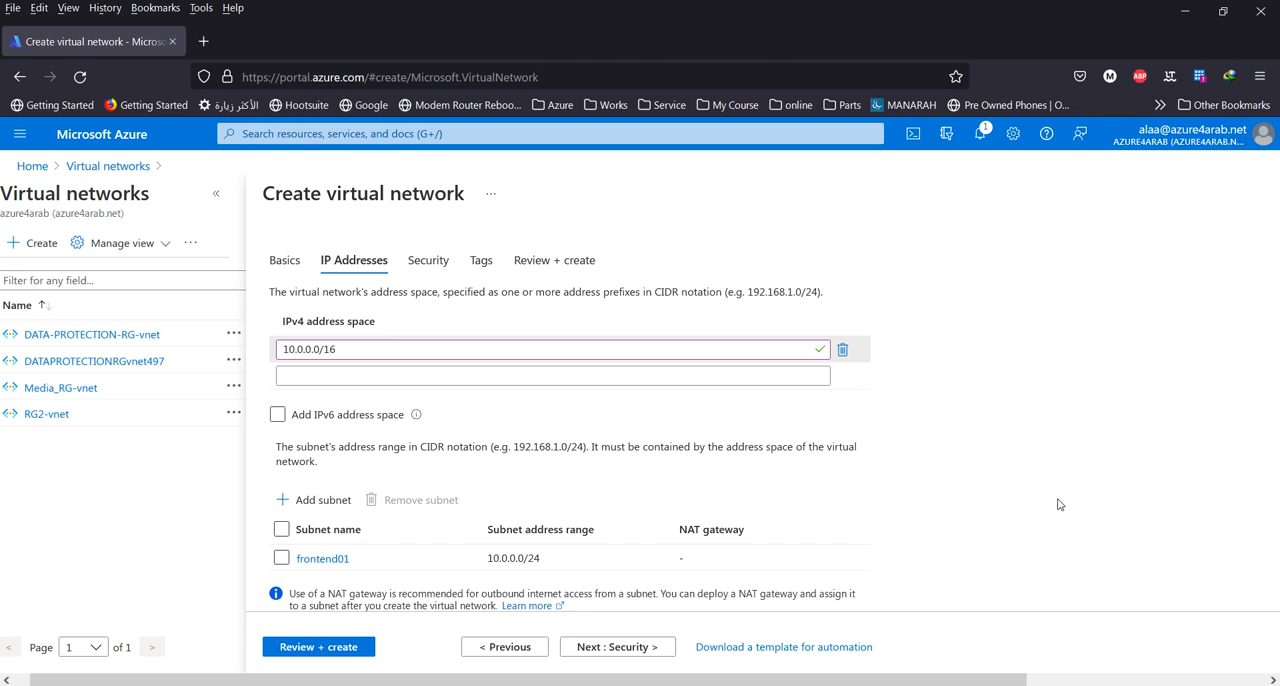 File Edit View History Bookmarks Tools Help
Create virtual network - Microso
https://portal.azure.com/#create/Microsoft.VirtualNetwork
Getting Started Getting Started الأكثر زيارة Hootsuite Google Modem Router Reboo... Azure Works Service My Course online Parts MANARAH Pre Owned Phones | O... Other Bookmarks
Microsoft Azure Search resources, services, and docs (G+/) 1 alaa@azure4arab.net
AZURE4ARAB (AZURE4ARAB.N...
Home > Virtual networks >
Virtual networks
azure4arab (azure4arab.net)
Create Manage view ...
Filter for any field...
Name
DATA-PROTECTION-RG-vnet ...
DATAPROTECTIONRGvnet497 ...
Media_RG-vnet ...
RG2-vnet ...
Page 1 of 1
Create virtual network ...
Basics IP Addresses Security Tags Review + create
The virtual network's address space, specified as one or more address prefixes in CIDR notation (e.g. 192.168.1.0/24).
IPv4 address space
10.0.0.0/16
Add IPv6 address space
The subnet's address range in CIDR notation (e.g. 192.168.1.0/24). It must be contained by the address space of the virtual
network.
Add subnet Remove subnet
Subnet name Subnet address range NAT gateway
frontend01 10.0.0.0/24 -
Use of a NAT gateway is recommended for outbound internet access from a subnet. You can deploy a NAT gateway and assign it
to a subnet after you create the virtual network. Learn more
Review + create < Previous Next : Security > Download a template for automation